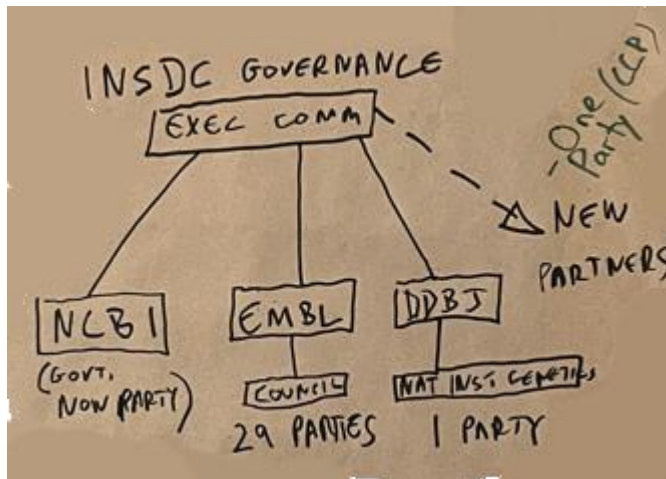 INSDC GOVERNANCE
EXEC COMM
- One (CCP)
Party
NEW
PARTNERS
NCBI
EMBL
DDBJ
(GOVT.
NON PARTY)
COUNCIL
NAT INST. GENETICS
29 PARTIES
1 PARTY